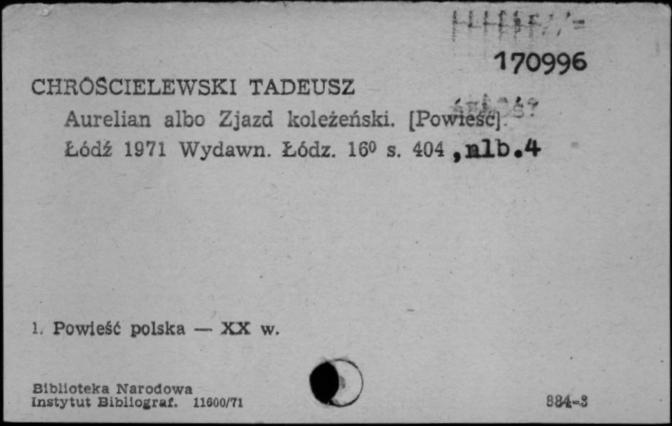 170996
CHRÓŚCIELEWSKI TADEUSZ
Aurelian albo Zjazd koleżeński. [Powieść].
Łódź 1971 Wydawn. Łódz. 16⁰ s. 404 ,nlb.4
1. Powieść polska — XX w.
Biblioteka Narodowa
Instytut Bibliograf. 11600/71
884-3